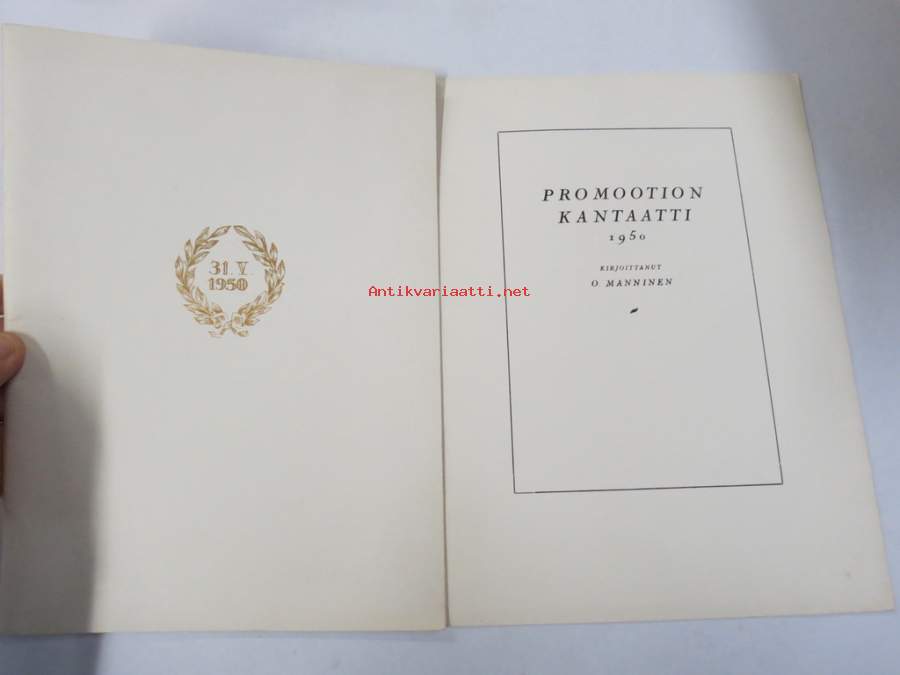 31.V.
1950
PROMOOTION
KANTAATTI
1950
KIRJOITTANUT
O. MANNINEN
Antikvariaatti.net